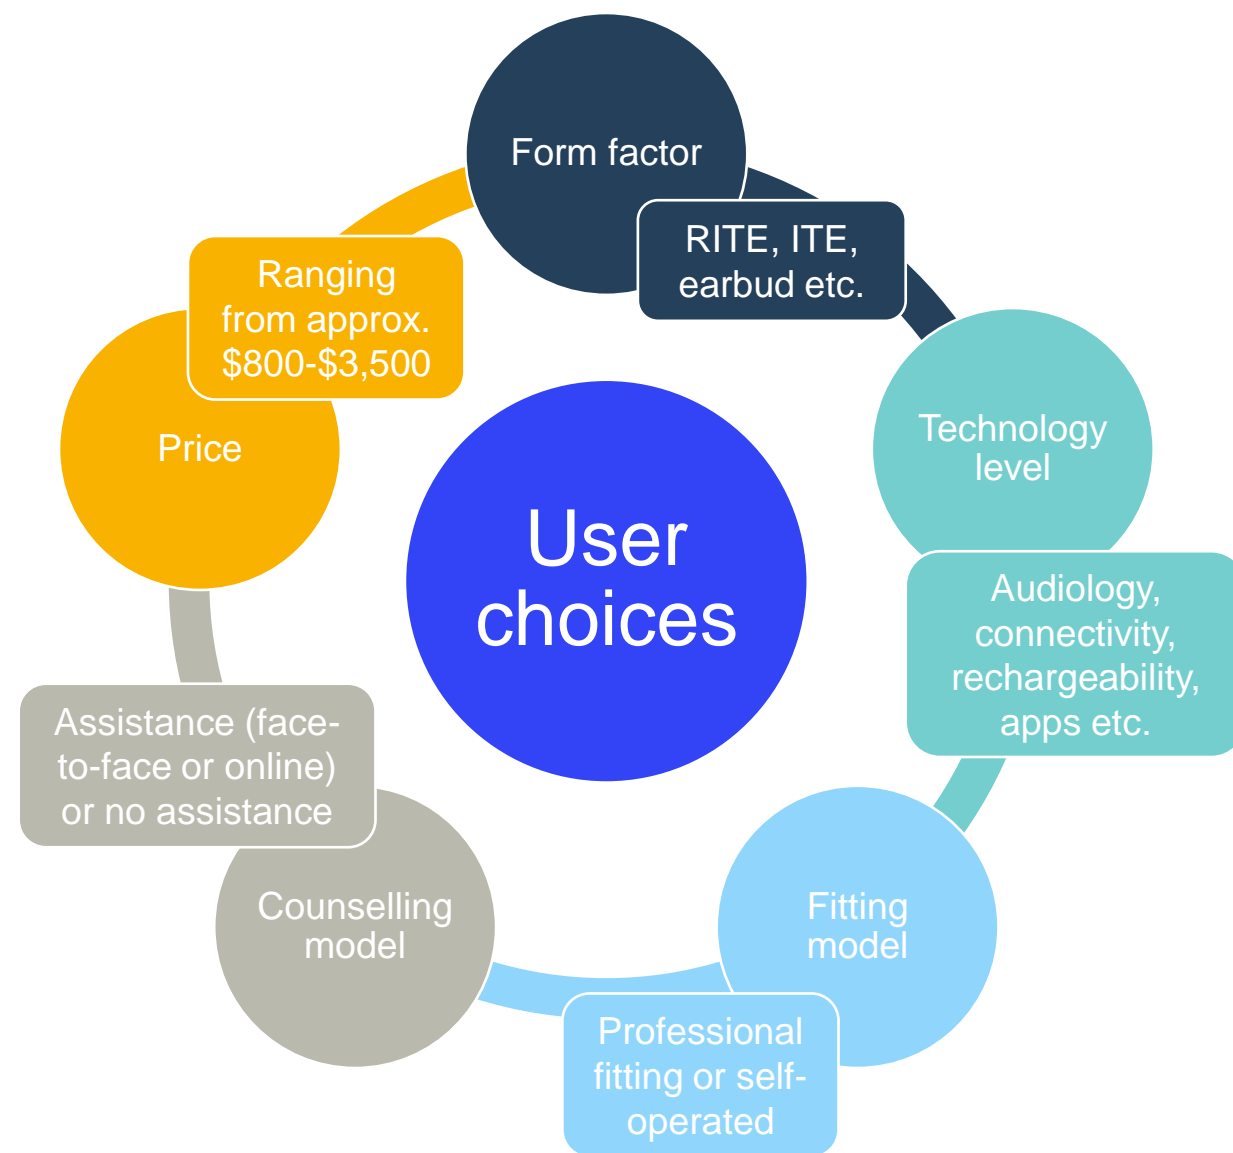 Form factor
RITE, ITE,
earbud etc.
Technology
level
Audiology,
connectivity,
rechargeability,
apps etc.
Fitting
model
Professional
fitting or self-
operated
Counselling
model
Assistance (face-
to-face or online)
or no assistance
Price
Ranging
from approx.
$800-$3,500
User
choices